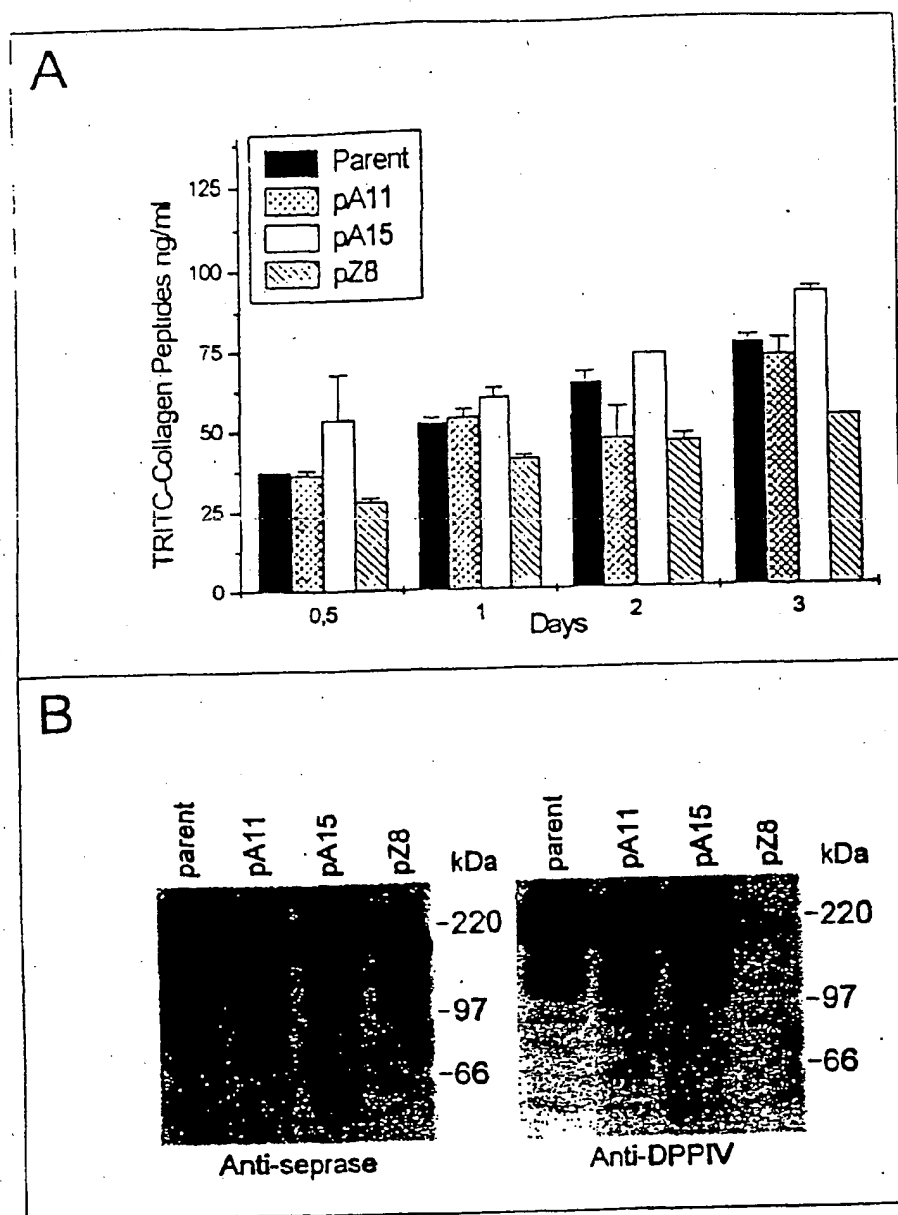 A
TRITC-Collagen Peptides ng/ml
125
100
75
50
25
0
Parent
pA11
pA15
pZ8
0,5 1 2 3
Days
B
parent pA11 pA15 pZ8 kDa
-220
-97
-66
Anti-seprase
parent pA11 pA15 pZ8 kDa
-220
-97
-66
Anti-DPPIV